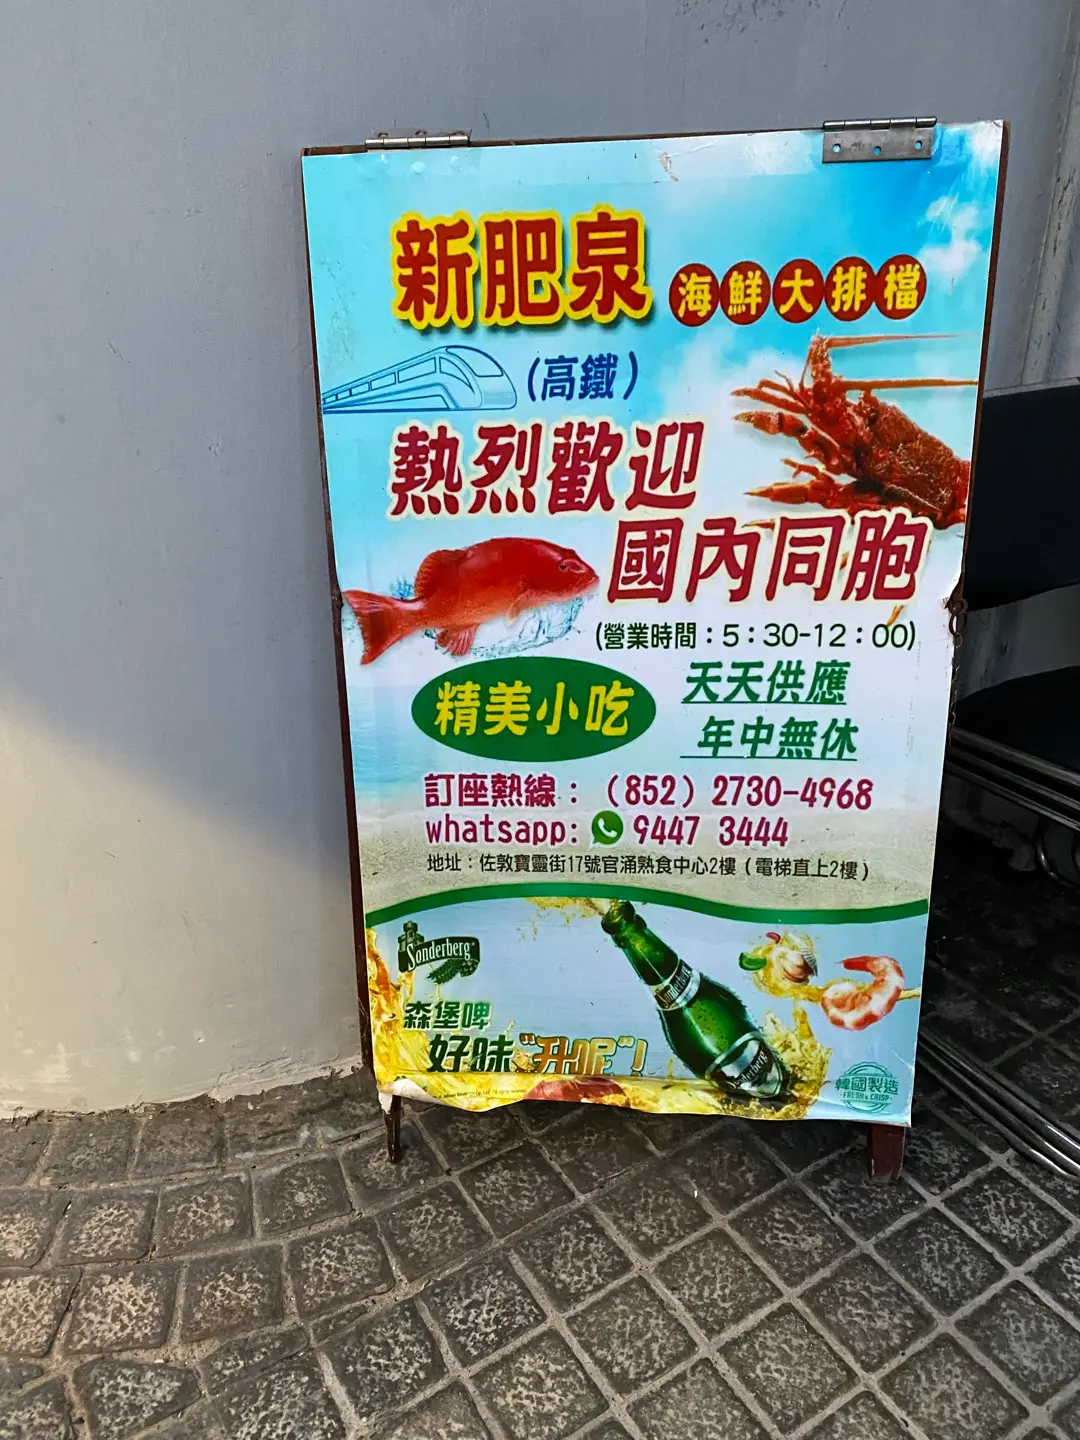 新肥泉 海鮮大排檔
(高鐵)
熱烈歡迎
國內同胞
(營業時間：5：30-12：00)
精美小吃
天天供應
年中無休
訂座熱線：（852）2730-4968
whatsapp: 9447 3444
地址：佐敦寶靈街17號官涌熟食中心2樓（電梯直上2樓）
Sonderberg
森堡啤
好味"升呢"！
Sonderberg
韓國製造
FRESH & CRISP